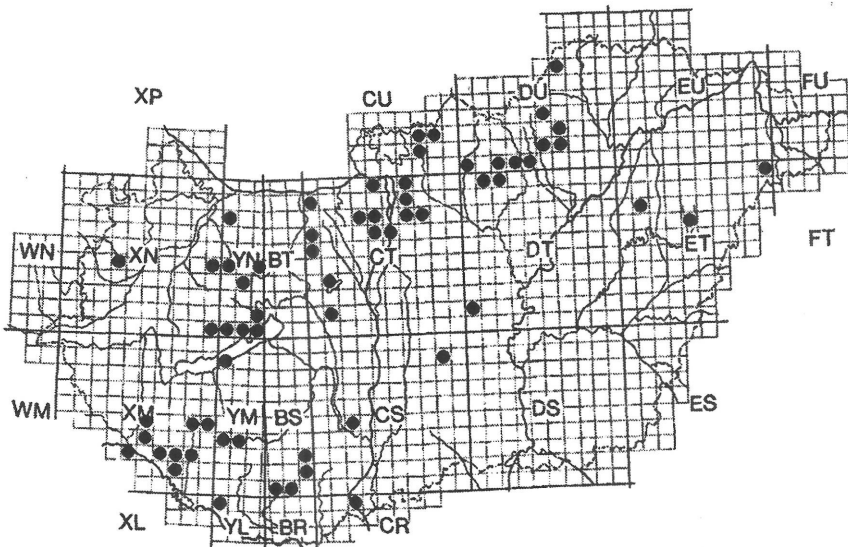 XP
CU
DU
EU
FU
WN
XN
YN
BT
CT
DT
ET
FT
WM
XM
YM
BS
CS
DS
ES
XL
YL
BR
CR